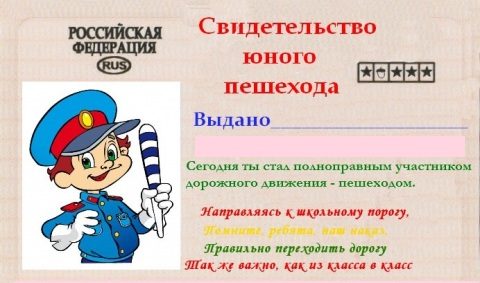 РОССИЙСКАЯ
ФЕДЕРАЦИЯ
RUS
Свидетельство
юного
пешехода
Выдано____________________
Сегодня ты стал полноправным участником
дорожного движения - пешеходом.
Направляясь к школьному порогу,
Помните, ребята, наш наказ
Правильно переходить дорогу
Так же важно, как из класса в класс